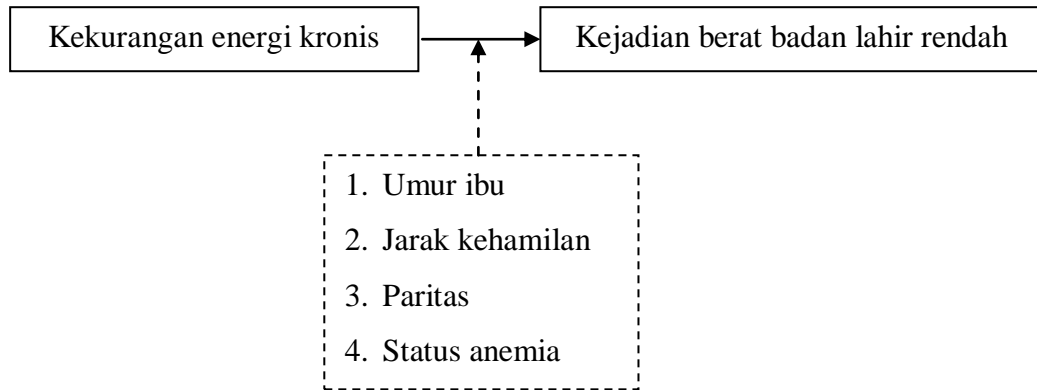 Kekurangan energi kronis
Kejadian berat badan lahir rendah
1. Umur ibu
2. Jarak kehamilan
3. Paritas
4. Status anemia